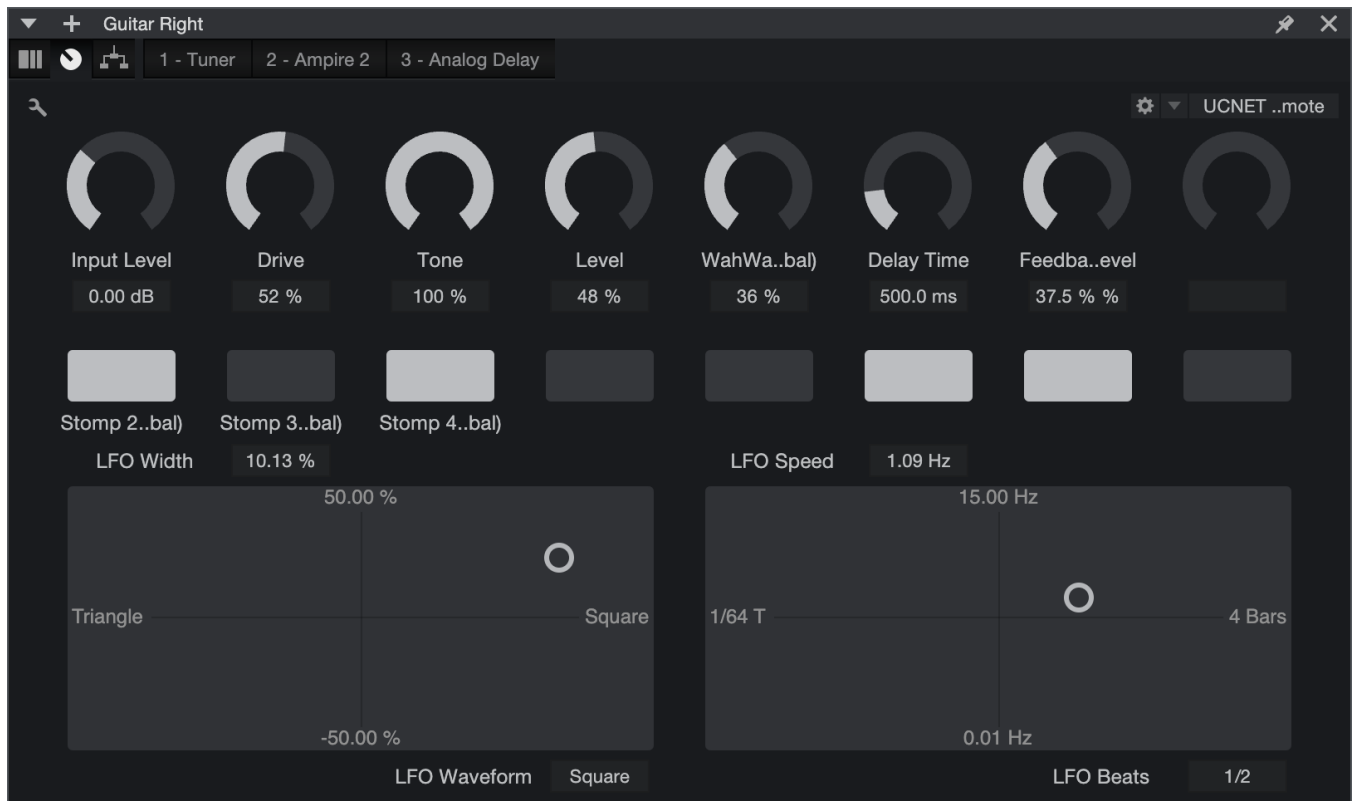 Guitar Right
1 - Tuner 2 - Ampire 2 3 - Analog Delay
UCNET ..mote
Input Level Drive Tone Level WahWa..bal) Delay Time Feedba..evel
0.00 dB 52 % 100 % 48 % 36 % 500.0 ms 37.5 % %
Stomp 2..bal) Stomp 3..bal) Stomp 4..bal)
LFO Width 10.13 % LFO Speed 1.09 Hz
50.00 % 15.00 Hz
Triangle Square 1/64 T 4 Bars
-50.00 % 0.01 Hz
LFO Waveform Square LFO Beats 1/2